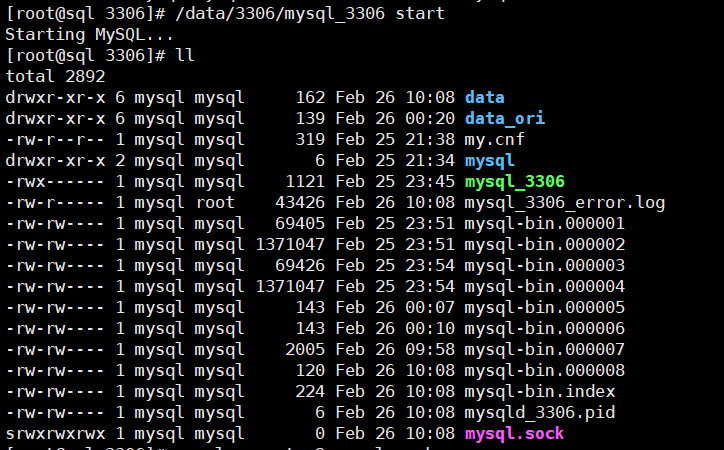 [root@sql 3306]# /data/3306/mysql_3306 start
Starting MySQL...
[root@sql 3306]# ll
total 2892
drwxr-xr-x 6 mysql mysql     162 Feb 26 10:08 data
drwxr-xr-x 6 mysql mysql     139 Feb 26 00:20 data_ori
-rw-r--r-- 1 mysql mysql     319 Feb 25 21:38 my.cnf
drwxr-xr-x 2 mysql mysql       6 Feb 25 21:34 mysql
-rwx------ 1 mysql mysql    1121 Feb 25 23:45 mysql_3306
-rw-r----- 1 mysql root    43426 Feb 26 10:08 mysql_3306_error.log
-rw-rw---- 1 mysql mysql   69405 Feb 25 23:51 mysql-bin.000001
-rw-rw---- 1 mysql mysql 1371047 Feb 25 23:51 mysql-bin.000002
-rw-rw---- 1 mysql mysql   69426 Feb 25 23:54 mysql-bin.000003
-rw-rw---- 1 mysql mysql 1371047 Feb 25 23:54 mysql-bin.000004
-rw-rw---- 1 mysql mysql     143 Feb 26 00:07 mysql-bin.000005
-rw-rw---- 1 mysql mysql     143 Feb 26 00:10 mysql-bin.000006
-rw-rw---- 1 mysql mysql    2005 Feb 26 09:58 mysql-bin.000007
-rw-rw---- 1 mysql mysql     120 Feb 26 10:08 mysql-bin.000008
-rw-rw---- 1 mysql mysql     224 Feb 26 10:08 mysql-bin.index
-rw-rw---- 1 mysql mysql       6 Feb 26 10:08 mysqld_3306.pid
srwxrwxrwx 1 mysql mysql       0 Feb 26 10:08 mysql.sock